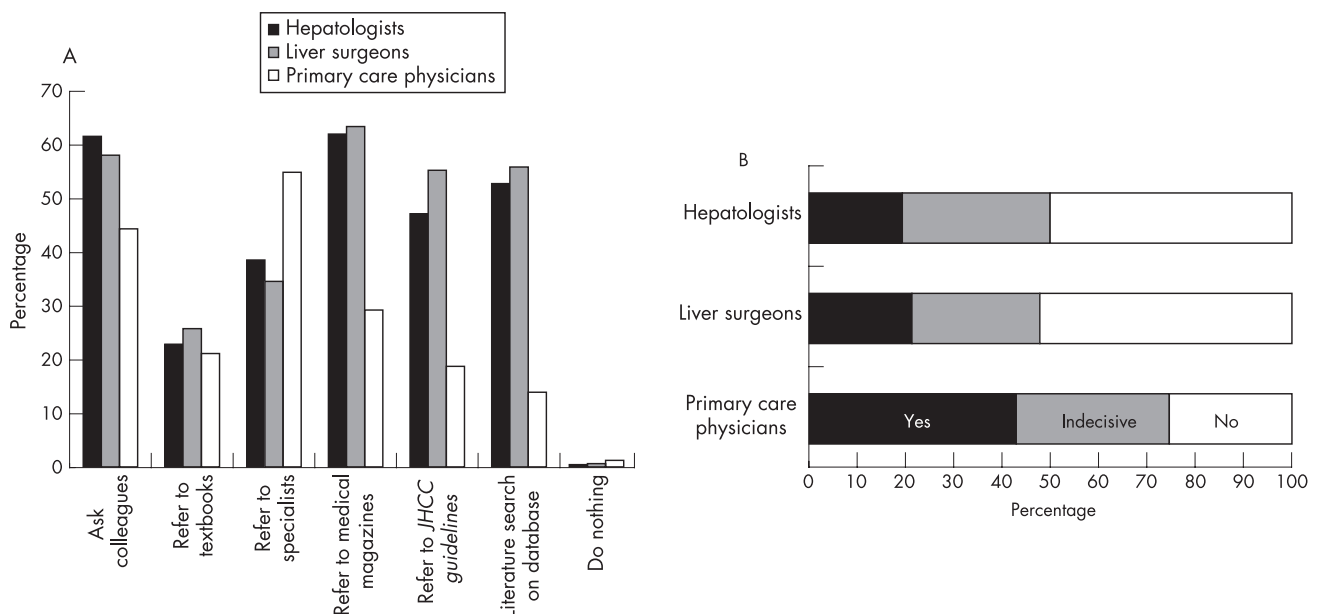 A
Hepatologists
Liver surgeons
Primary care physicians
70
60
50
40
30
20
10
0
Percentage
Ask
colleagues
Refer to
textbooks
Refer to
specialists
Refer to medical
magazines
Refer to JHCC
guidelines
Literature search
on database
Do nothing
B
Hepatologists
Liver surgeons
Primary care
physicians
Yes
Indecisive
No
0 10 20 30 40 50 60 70 80 90 100
Percentage